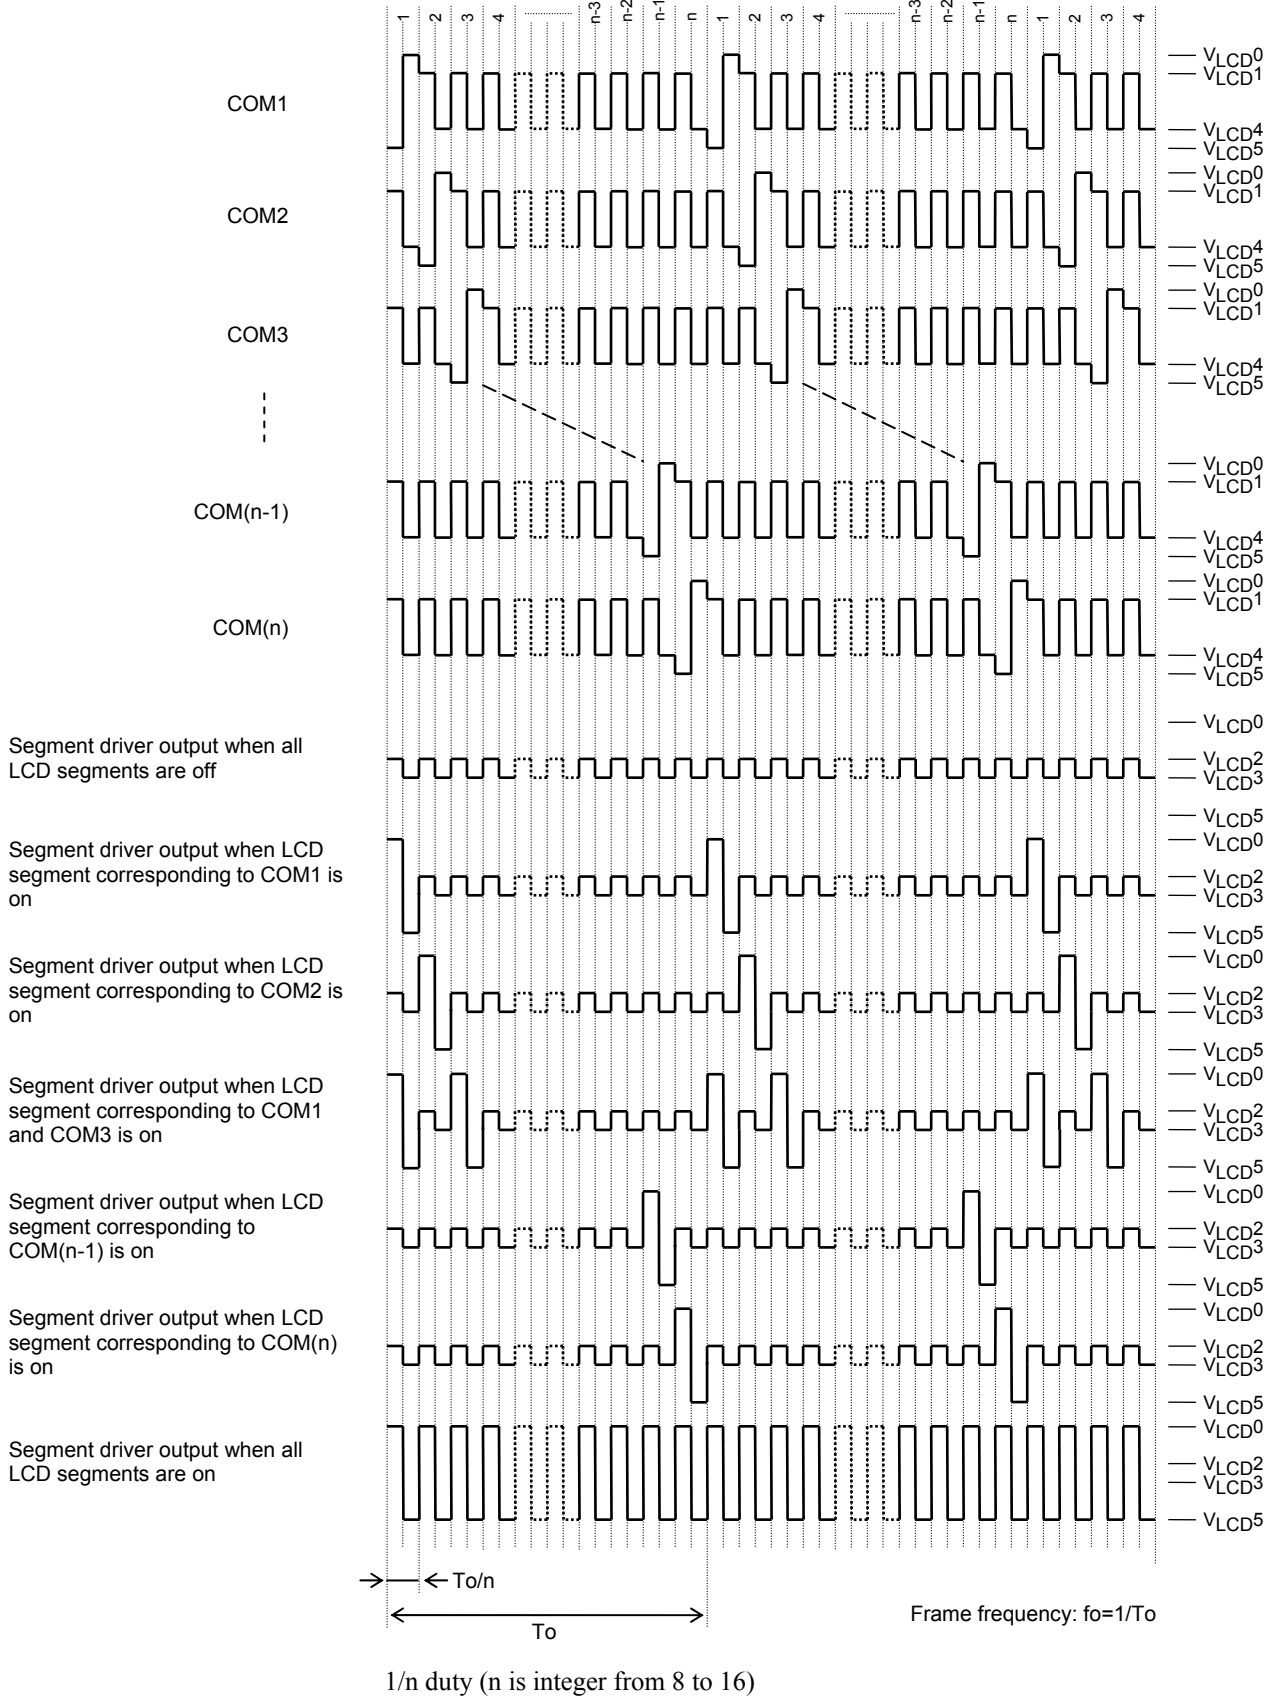 1 2 3 4 n-3 n-2 n-1 n 1 2 3 4 n-3 n-2 n-1 n 1 2 3 4
COM1
VLCD0
VLCD1
VLCD4
VLCD5
COM2
VLCD0
VLCD1
VLCD4
VLCD5
COM3
VLCD0
VLCD1
VLCD4
VLCD5
COM(n-1)
VLCD0
VLCD1
VLCD4
VLCD5
COM(n)
VLCD0
VLCD1
VLCD4
VLCD5
Segment driver output when all
LCD segments are off
VLCD0
VLCD2
VLCD3
VLCD5
Segment driver output when LCD
segment corresponding to COM1 is
on
VLCD0
VLCD2
VLCD3
VLCD5
Segment driver output when LCD
segment corresponding to COM2 is
on
VLCD0
VLCD2
VLCD3
VLCD5
Segment driver output when LCD
segment corresponding to COM1
and COM3 is on
VLCD0
VLCD2
VLCD3
VLCD5
Segment driver output when LCD
segment corresponding to
COM(n-1) is on
VLCD0
VLCD2
VLCD3
VLCD5
Segment driver output when LCD
segment corresponding to COM(n)
is on
VLCD0
VLCD2
VLCD3
VLCD5
Segment driver output when all
LCD segments are on
VLCD0
VLCD2
VLCD3
VLCD5
To/n
To
Frame frequency: fo=1/To
1/n duty (n is integer from 8 to 16)